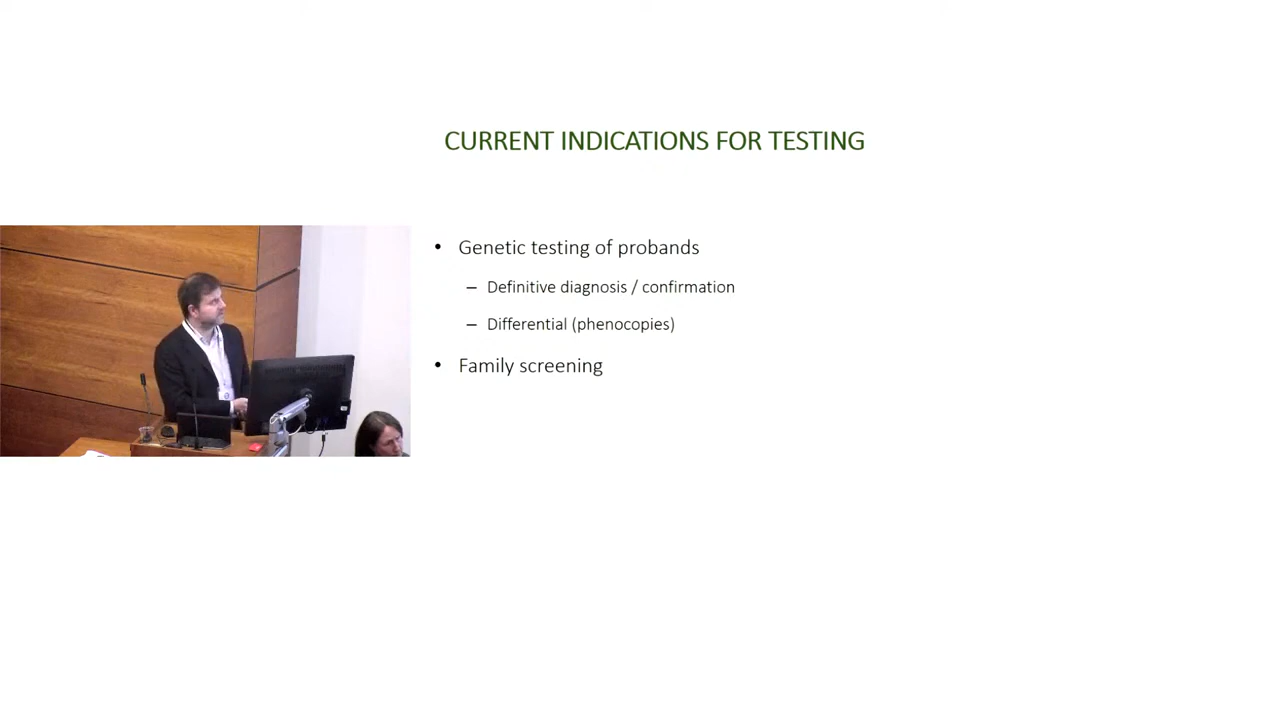 CURRENT INDICATIONS FOR TESTING
• Genetic testing of probands
– Definitive diagnosis / confirmation
– Differential (phenocopies)
• Family screening